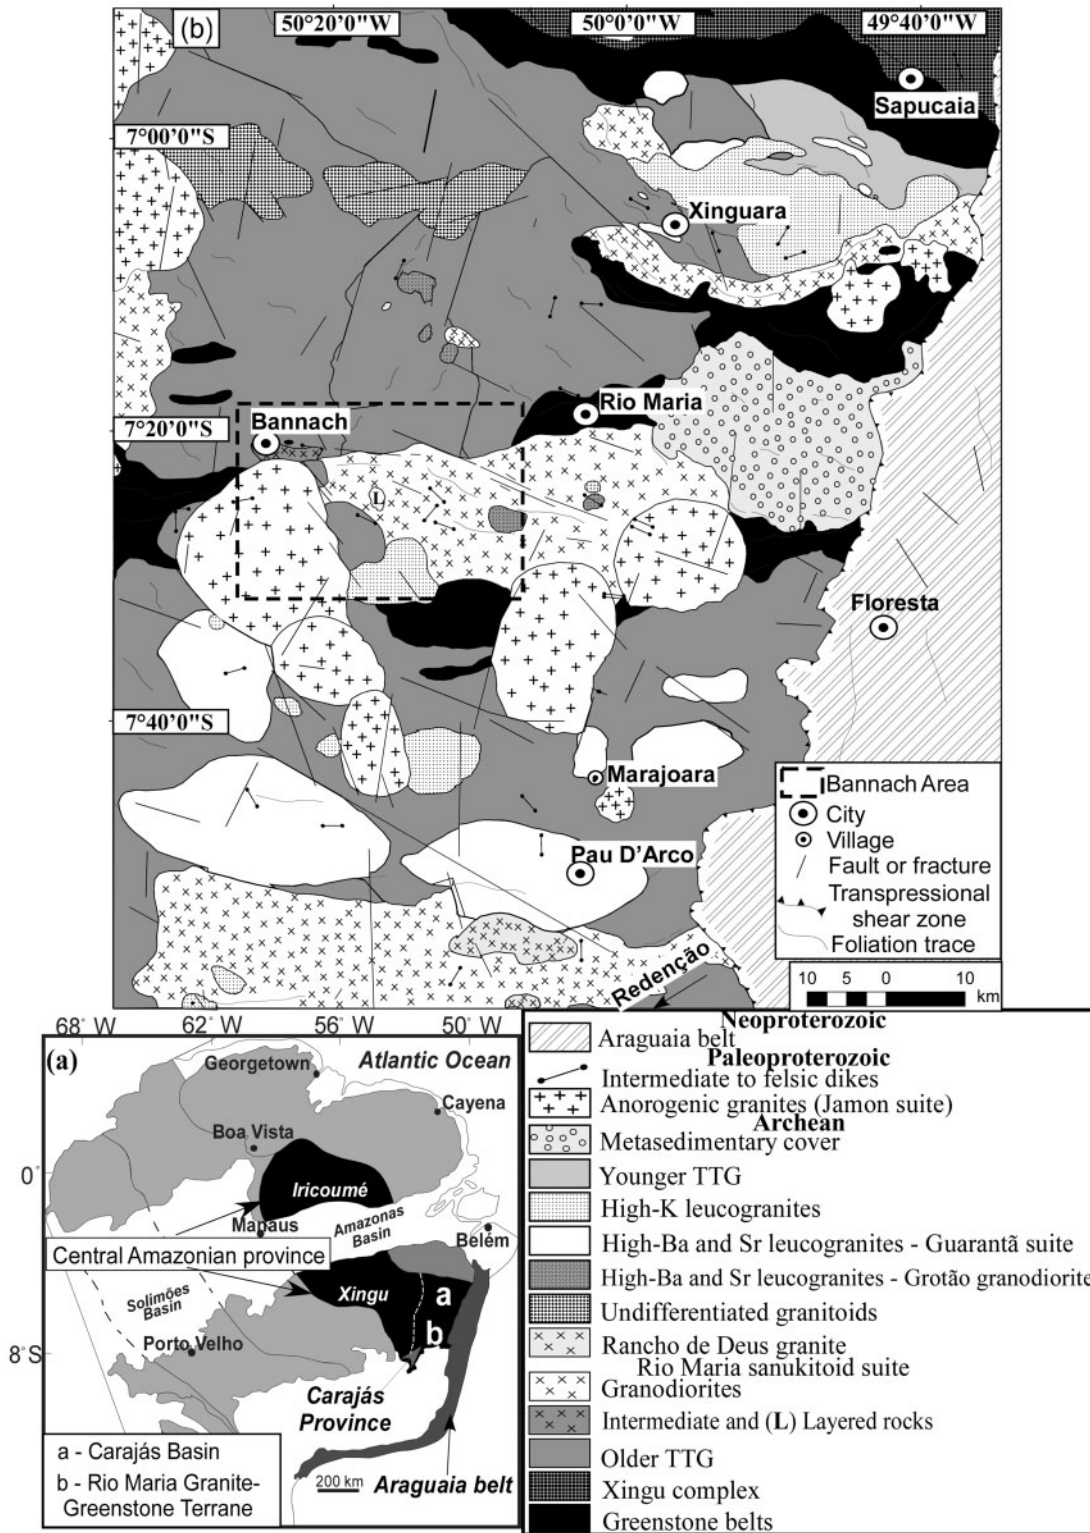 (b)
50°20'W
50°0'W
49°40'W
Sapucaia
7°00'0"S
Xinguara
Rio Maria
7°20'0"S
Bannach
L
Floresta
7°40'0"S
Marajoara
Pau D'Arco
Redenção
Bannach Area
City
Village
Fault or fracture
Transpressional
shear zone
Foliation trace
10 5 0 10
km
68° W 62° W 56° W 50° W
(a)
Atlantic Ocean
Georgetown
Cayena
Boa Vista
0°
Iricoumé
Manaus
Amazonas
Basin
Belém
Central Amazonian province
Solimões
Basin
Xingu
a
b
Porto Velho
8°S
Carajás
Province
a - Carajás Basin
b - Rio Maria Granite-
Greenstone Terrane
200 km
Araguaia belt
Neoproterozoic
Araguaia belt
Paleoproterozoic
Intermediate to felsic dikes
Anorogenic granites (Jamon suite)
Archean
Metasedimentary cover
Younger TTG
High-K leucogranites
High-Ba and Sr leucogranites - Guarantã suite
High-Ba and Sr leucogranites - Grotão granodiorite
Undifferentiated granitoids
Rancho de Deus granite
Rio Maria sanukitoid suite
Granodiorites
Intermediate and (L) Layered rocks
Older TTG
Xingu complex
Greenstone belts